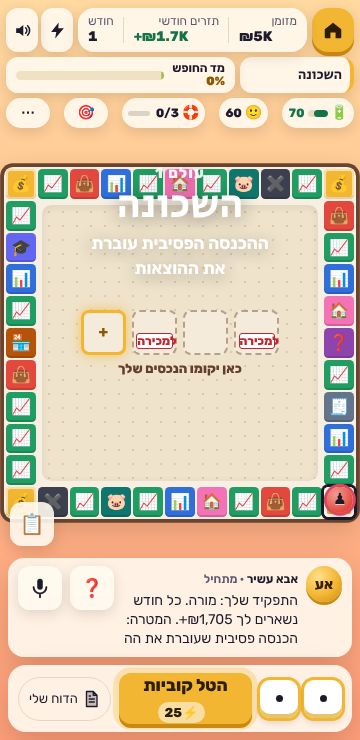 מזומן
₪5K
תזרים חודשי
+₪1.7K
חודש
1
השכונה
מד החופש
0%
70
60
0/3
...
עולם 1
השכונה
ההכנסה הפסיבית עוברת
את ההוצאות
למכירה
למכירה
+
כאן יקומו הנכסים שלך
אע
אבא עשיר • מתחיל
התפקיד שלך: מורה. כל חודש
נשארים לך ₪1,705+. המטרה:
הכנסה פסיבית שעוברת את הה
הטל קוביות
25⚡
הדוח שלי